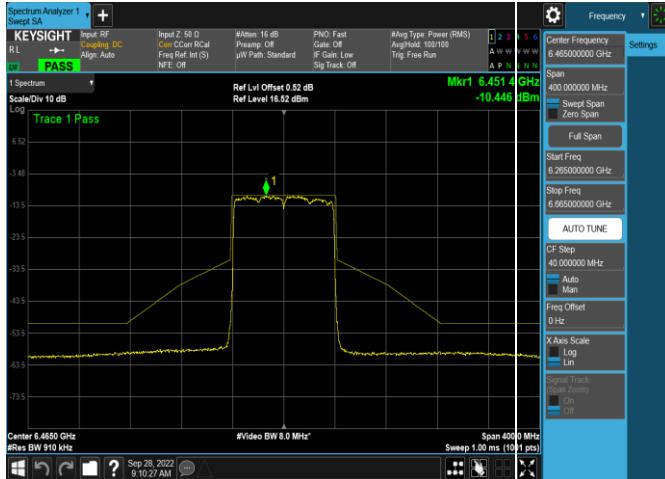 Spectrum Analyzer 1
Swept SA
+
Frequency
KEYSIGHT
RL
PASS
Input: RF
Coupling: DC
Align: Auto
Input Z: 50 Ω
Corr CCorr RCal
Freq Ref: Int (S)
NFE: Off
#Atten: 16 dB
Preamp: Off
µW Path: Standard
PNO: Fast
Gate: Off
IF Gain: Low
Sig Track: Off
#Avg Type: Power (RMS)
Avg|Hold: 100/100
Trig: Free Run
1 2 3 4 5 6
A W W W W W
A P N N N N
1 Spectrum
Scale/Div 10 dB
Log
Ref Lvl Offset 0.52 dB
Ref Level 16.52 dBm
Mkr1 6.451 4 GHz
-10.446 dBm
Trace 1 Pass
1
6.52
-3.48
-13.5
-23.5
-33.5
-43.5
-53.5
-63.5
-73.5
Center 6.4650 GHz
#Res BW 910 kHz
#Video BW 8.0 MHz*
Span 400.0 MHz
Sweep 1.00 ms (1001 pts)
Sep 28, 2022
9:10:27 AM
?
Settings
Center Frequency
6.465000000 GHz
Span
400.000000 MHz
Swept Span
Zero Span
Full Span
Start Freq
6.265000000 GHz
Stop Freq
6.665000000 GHz
AUTO TUNE
CF Step
40.000000 MHz
Auto
Man
Freq Offset
0 Hz
X Axis Scale
Log
Lin
Signal Track
(Span Zoom)
On
Off